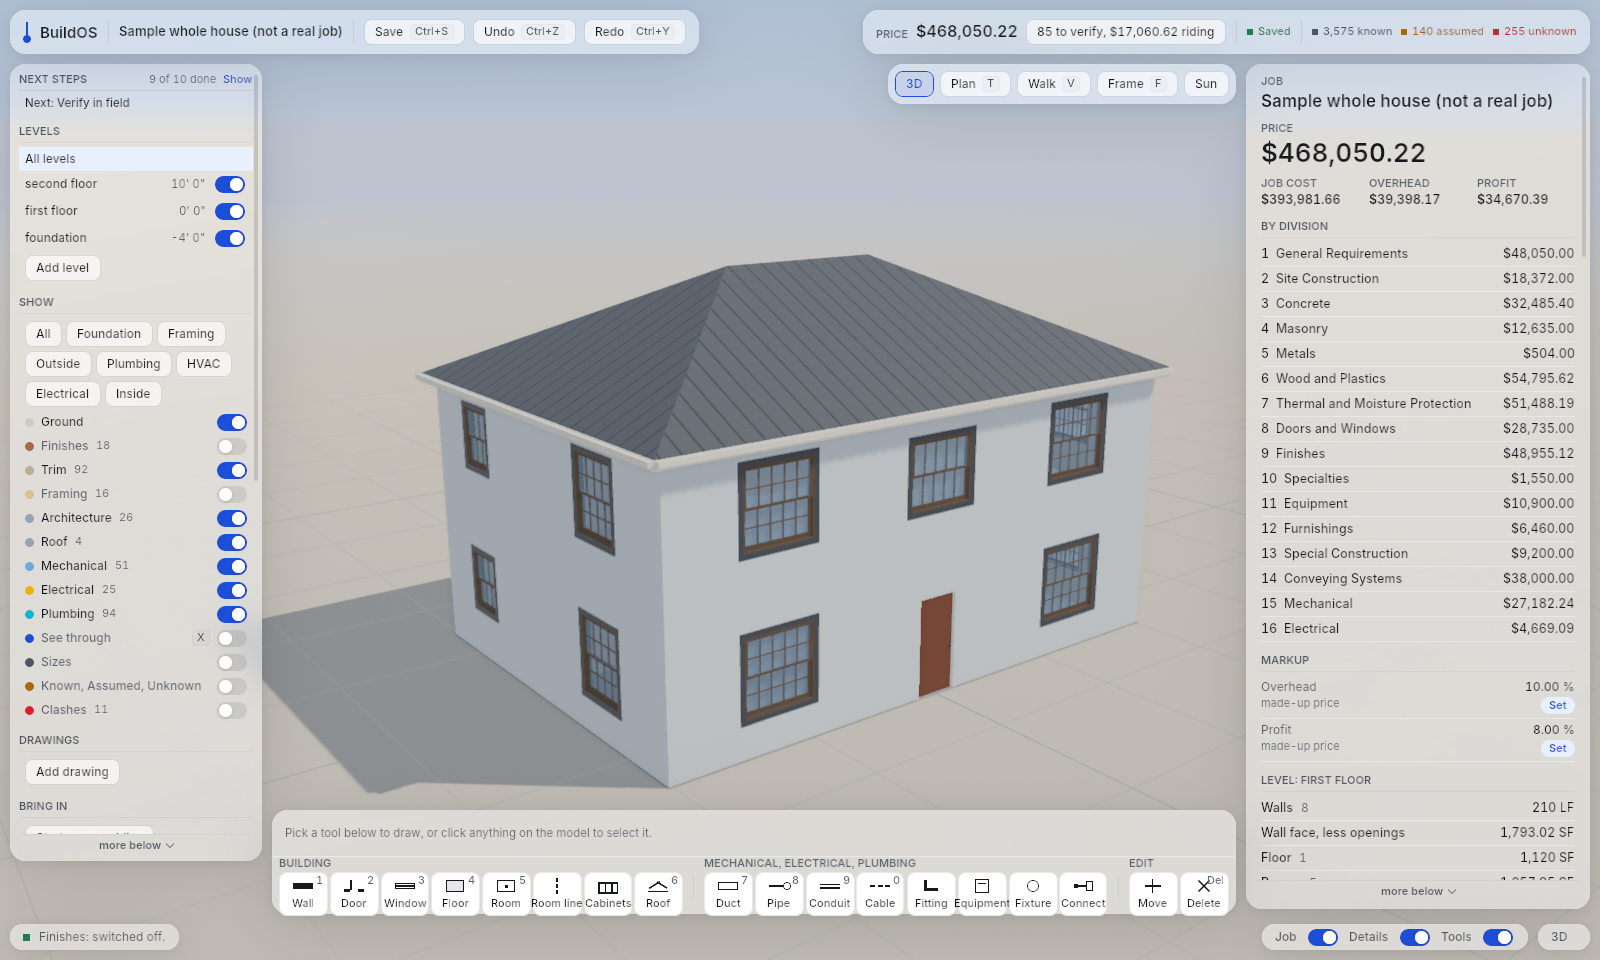 BuildOS
Sample whole house (not a real job)
Save Ctrl+S
Undo Ctrl+Z
Redo Ctrl+Y
PRICE $468,050.22
85 to verify, $17,060.62 riding
Saved
3,575 known
140 assumed
255 unknown
3D
Plan T
Walk V
Frame F
Sun
NEXT STEPS 9 of 10 done Show
Next: Verify in field
LEVELS
All levels
second floor 10' 0"
first floor 0' 0"
foundation -4' 0"
Add level
SHOW
All Foundation Framing
Outside Plumbing HVAC
Electrical Inside
Ground
Finishes 18
Trim 92
Framing 16
Architecture 26
Roof 4
Mechanical 51
Electrical 25
Plumbing 94
See through X
Sizes
Known, Assumed, Unknown
Clashes 11
DRAWINGS
Add drawing
BRING IN
more below
Finishes: switched off.
Pick a tool below to draw, or click anything on the model to select it.
BUILDING
Wall 1
Door 2
Window 3
Floor 4
Room 5
Room line
Cabinets
Roof 6
MECHANICAL, ELECTRICAL, PLUMBING
Duct 7
Pipe 8
Conduit 9
Cable 0
Fitting
Equipment
Fixture
Connect
EDIT
Move
Delete Del
JOB
Sample whole house (not a real job)
PRICE
$468,050.22
JOB COST OVERHEAD PROFIT
$393,981.66 $39,398.17 $34,670.39
BY DIVISION
1 General Requirements $48,050.00
2 Site Construction $18,372.00
3 Concrete $32,485.40
4 Masonry $12,635.00
5 Metals $504.00
6 Wood and Plastics $54,795.62
7 Thermal and Moisture Protection $51,488.19
8 Doors and Windows $28,735.00
9 Finishes $48,955.12
10 Specialties $1,550.00
11 Equipment $10,900.00
12 Furnishings $6,460.00
13 Special Construction $9,200.00
14 Conveying Systems $38,000.00
15 Mechanical $27,182.24
16 Electrical $4,669.09
MARKUP
Overhead 10.00 %
made-up price Set
Profit 8.00 %
made-up price Set
LEVEL: FIRST FLOOR
Walls 8 210 LF
Wall face, less openings 1,793.02 SF
Floor 1 1,120 SF
more below
Job Details Tools 3D